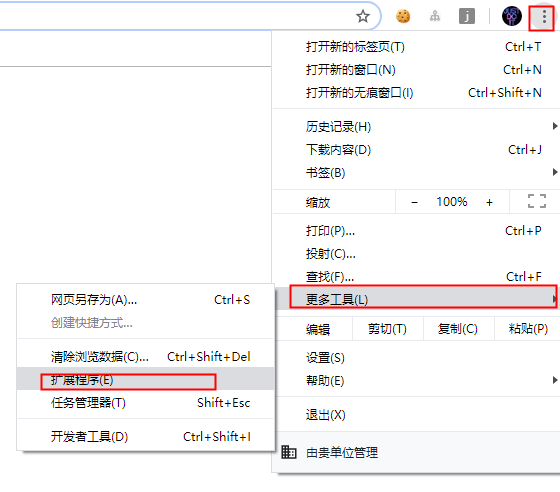 j
打开新的标签页(T) Ctrl+T
打开新的窗口(N) Ctrl+N
打开新的无痕窗口(I) Ctrl+Shift+N
历史记录(H)
下载内容(D) Ctrl+J
书签(B)
缩放 − 100% +
打印(P)... Ctrl+P
投射(C)...
查找(F)... Ctrl+F
更多工具(L)
编辑 剪切(T) 复制(C) 粘贴(P)
设置(S)
帮助(E)
退出(X)
由贵单位管理
网页另存为(A)... Ctrl+S
创建快捷方式...
清除浏览数据(C)... Ctrl+Shift+Del
扩展程序(E)
任务管理器(T) Shift+Esc
开发者工具(D) Ctrl+Shift+I